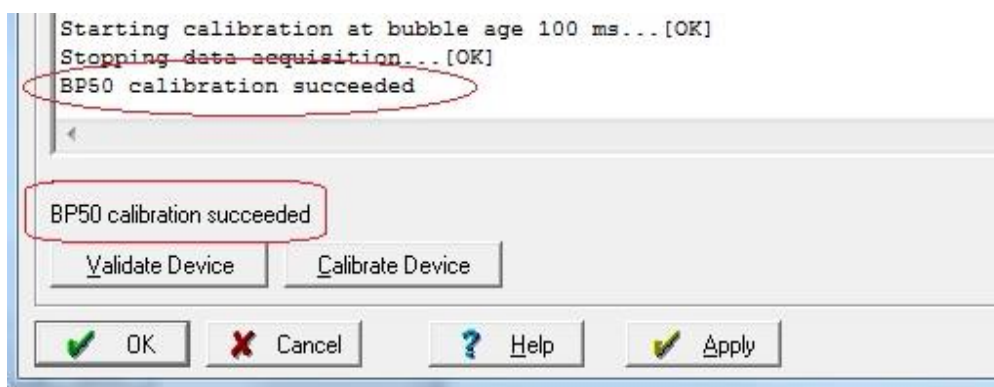 Starting calibration at bubble age 100 ms...[OK]
Stopping data acquisition...[OK]
BP50 calibration succeeded
BP50 calibration succeeded
Validate Device Calibrate Device
OK Cancel Help Apply